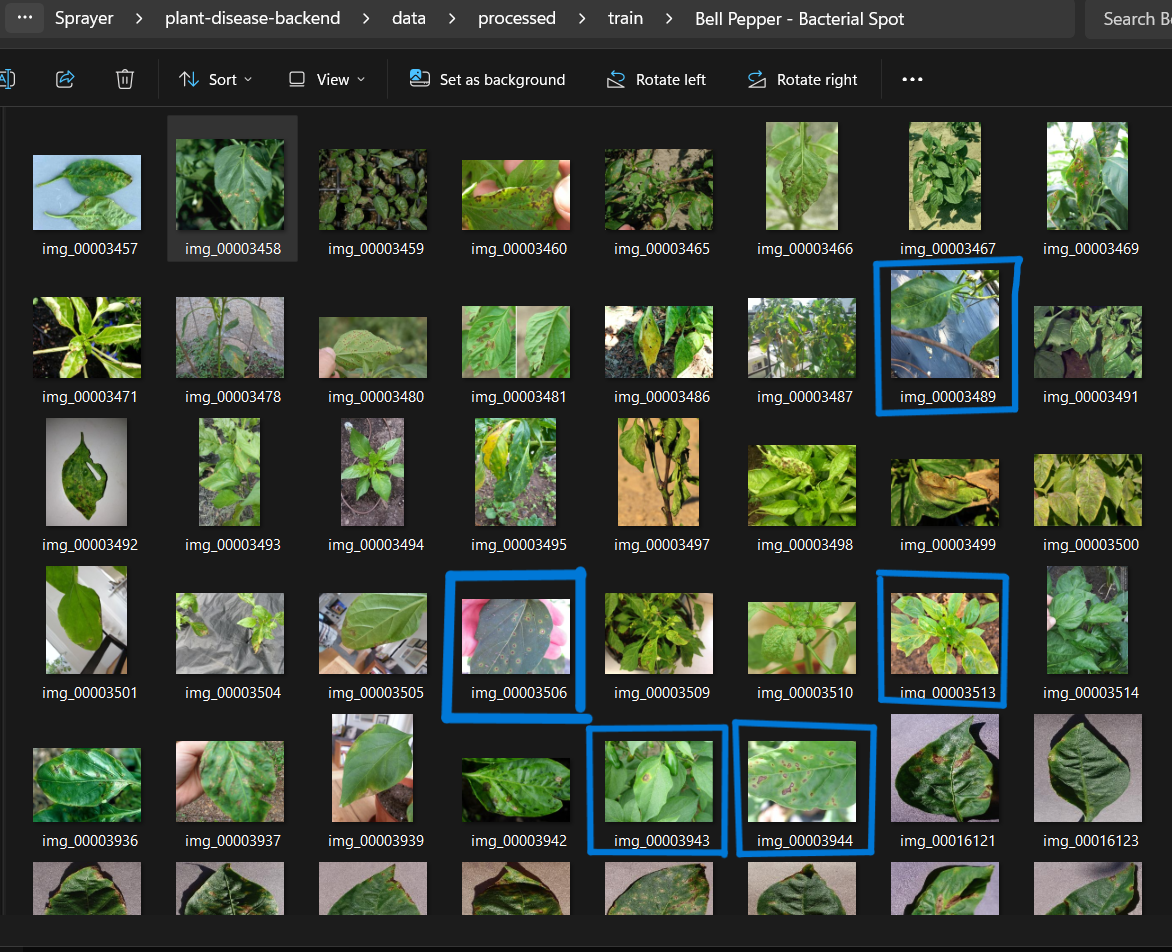 Sprayer > plant-disease-backend > data > processed > train > Bell Pepper - Bacterial Spot Search Be
Sort View Set as background Rotate left Rotate right
img_00003457 img_00003458 img_00003459 img_00003460 img_00003465 img_00003466 img_00003467 img_00003469
img_00003471 img_00003478 img_00003480 img_00003481 img_00003486 img_00003487 img_00003489 img_00003491
img_00003492 img_00003493 img_00003494 img_00003495 img_00003497 img_00003498 img_00003499 img_00003500
img_00003501 img_00003504 img_00003505 img_00003506 img_00003509 img_00003510 img_00003513 img_00003514
img_00003936 img_00003937 img_00003939 img_00003942 img_00003943 img_00003944 img_00016121 img_00016123